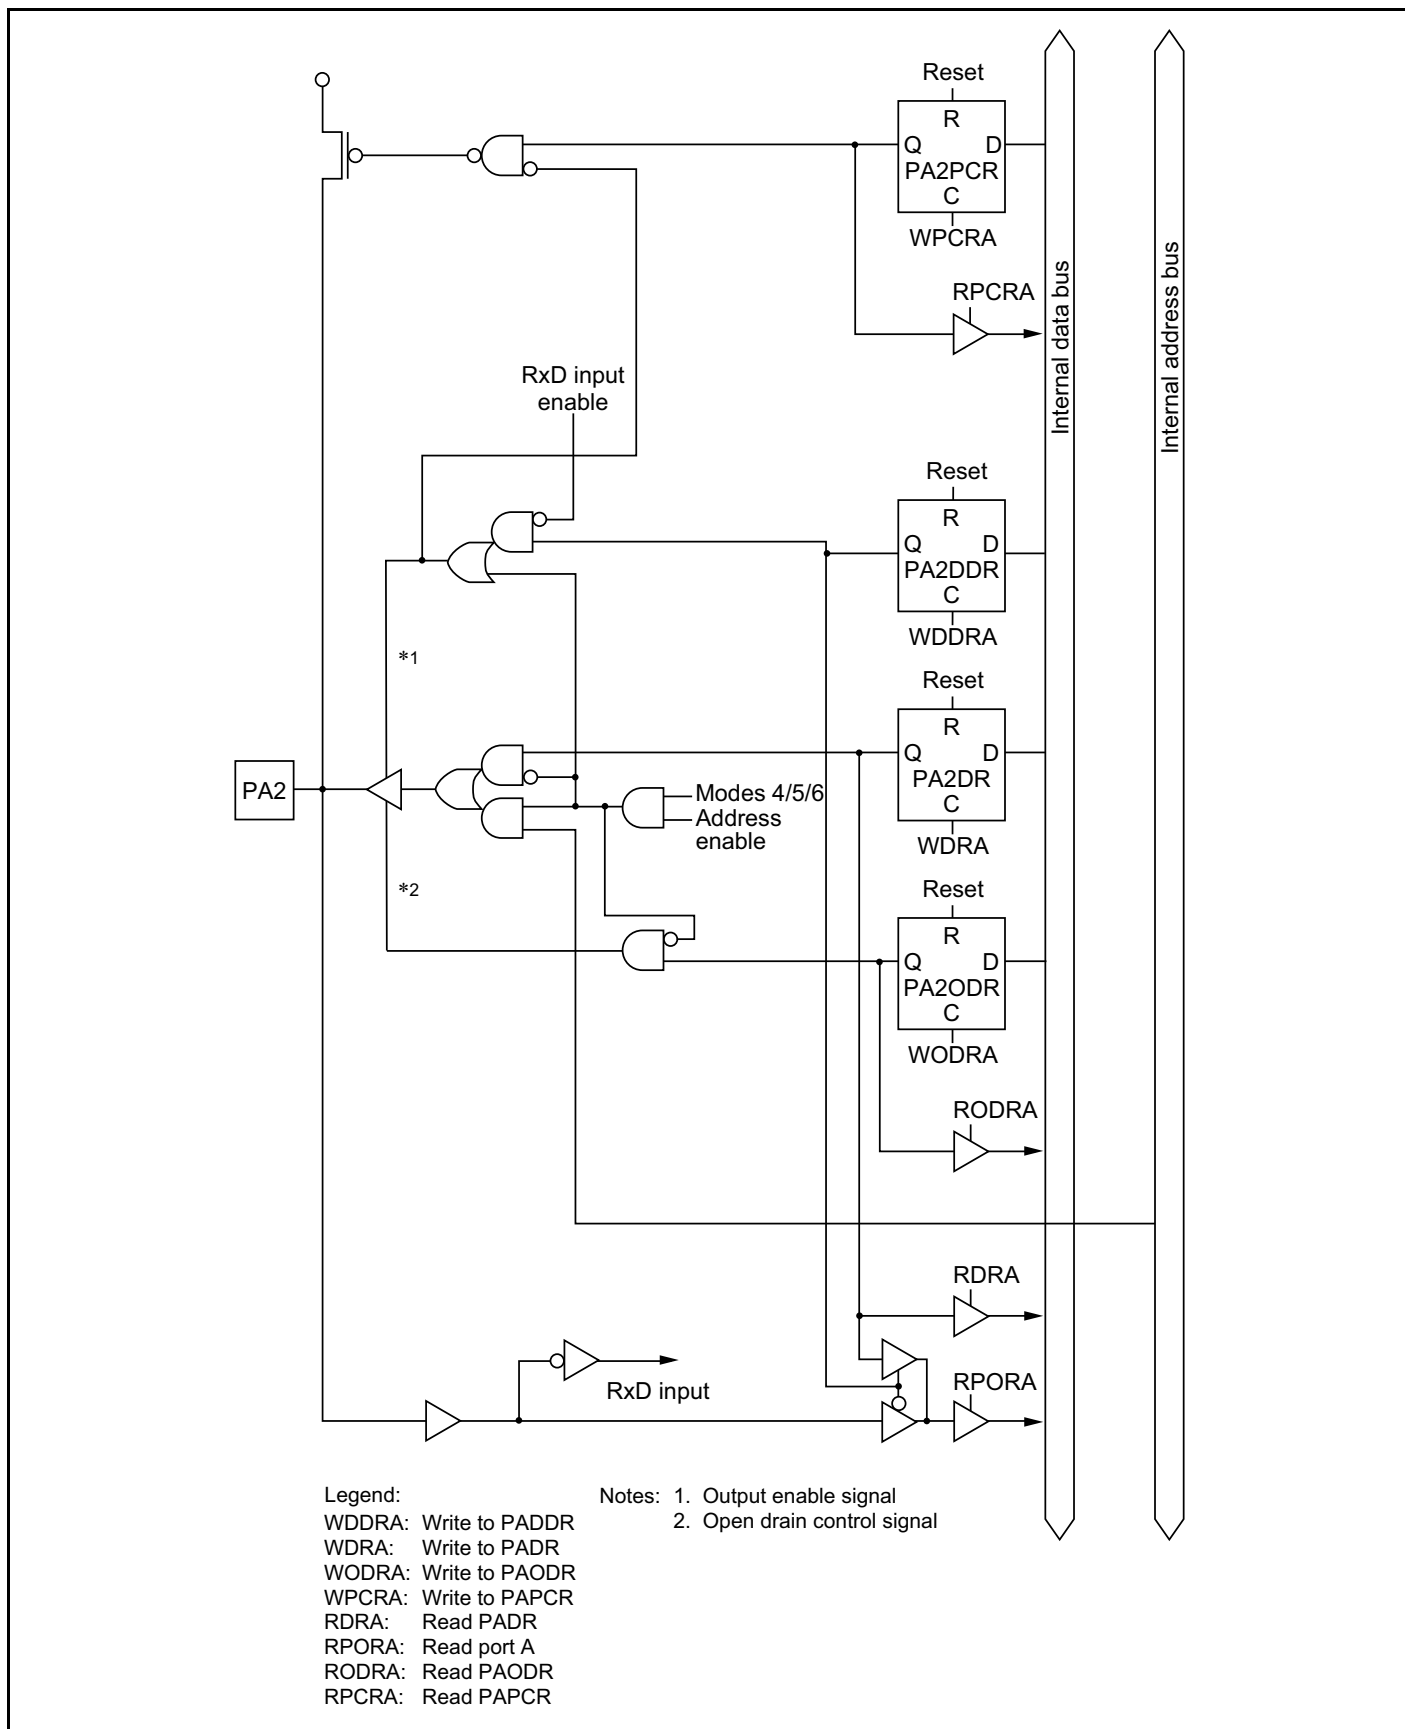 Reset
R
Q D
PA2PCR
C
WPCRA
RPCRA
Internal data bus
Internal address bus
RxD input
enable
Reset
R
Q D
PA2DDR
C
WDDRA
*1
Reset
R
Q D
PA2DR
C
WDRA
PA2
Modes 4/5/6
Address
enable
*2
Reset
R
Q D
PA2ODR
C
WODRA
RODRA
RDRA
RxD input
RPORA
Legend:
WDDRA: Write to PADDR
WDRA: Write to PADR
WODRA: Write to PAODR
WPCRA: Write to PAPCR
RDRA: Read PADR
RPORA: Read port A
RODRA: Read PAODR
RPCRA: Read PAPCR
Notes: 1. Output enable signal
2. Open drain control signal